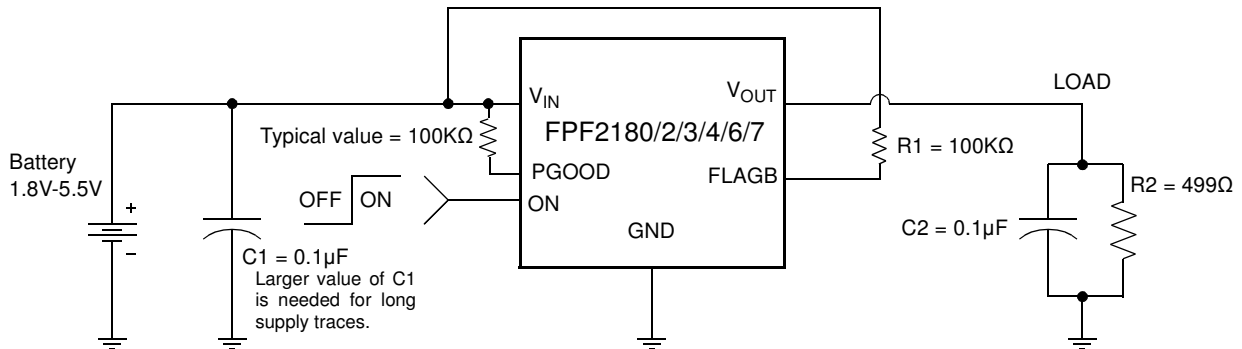 LOAD
V_IN
V_OUT
Typical value = 100KΩ
FPF2180/2/3/4/6/7
R1 = 100KΩ
Battery
1.8V-5.5V
PGOOD
FLAGB
R2 = 499Ω
OFF
ON
ON
+
−
GND
C2 = 0.1µF
C1 = 0.1µF
Larger value of C1
is needed for long
supply traces.